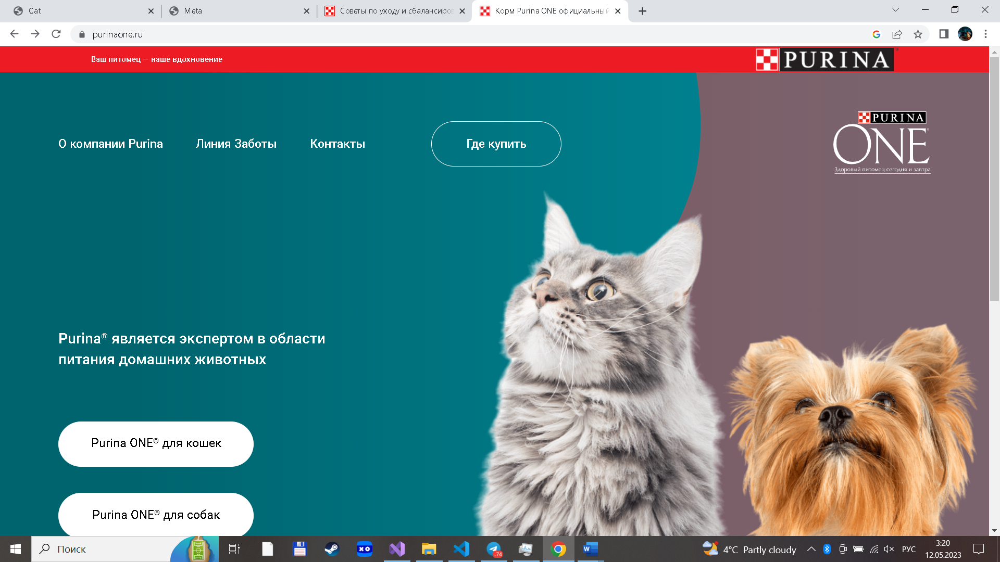 Cat
Meta
Советы по уходу и сбалансиров
Корм Purina ONE официальный
purinaone.ru
Ваш питомец — наше вдохновение
PURINA
О компании Purina
Линия Заботы
Контакты
Где купить
PURINA
ONE
Здоровый питомец сегодня и завтра
Purina® является экспертом в области
питания домашних животных
Purina ONE® для кошек
Purina ONE® для собак
Поиск
XO
..74
W
4°C Partly cloudy
РУС
3:20
12.05.2023